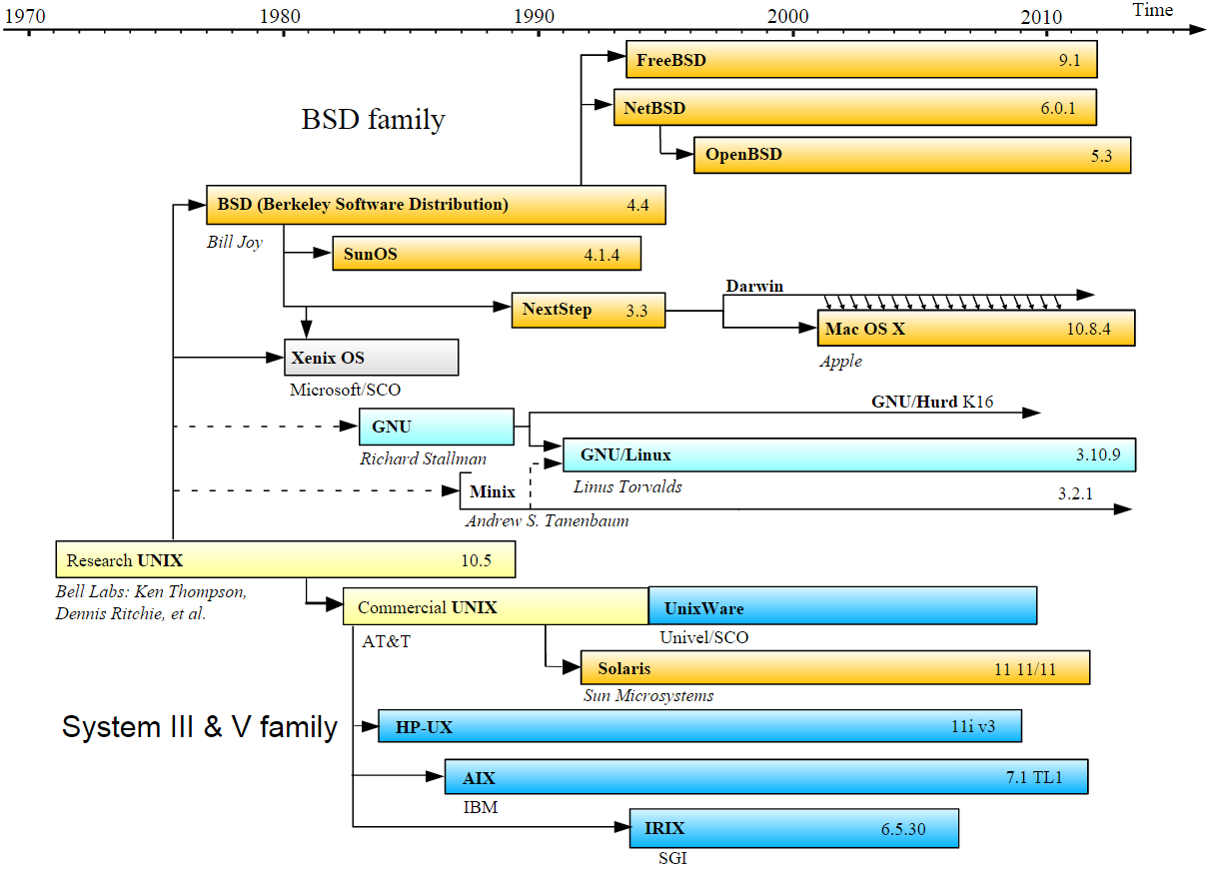 1970 1980 1990 2000 2010 Time
FreeBSD 9.1
NetBSD 6.0.1
BSD family
OpenBSD 5.3
BSD (Berkeley Software Distribution) 4.4
Bill Joy
SunOS 4.1.4
Darwin
NextStep 3.3
Mac OS X 10.8.4
Apple
Xenix OS
Microsoft/SCO
GNU/Hurd K16
GNU
Richard Stallman
GNU/Linux 3.10.9
Linus Torvalds
Minix 3.2.1
Andrew S. Tanenbaum
Research UNIX 10.5
Bell Labs: Ken Thompson,
Dennis Ritchie, et al.
Commercial UNIX
UnixWare
AT&T
Univel/SCO
Solaris 11 11/11
Sun Microsystems
System III & V family
HP-UX 11i v3
AIX 7.1 TL1
IBM
IRIX 6.5.30
SGI